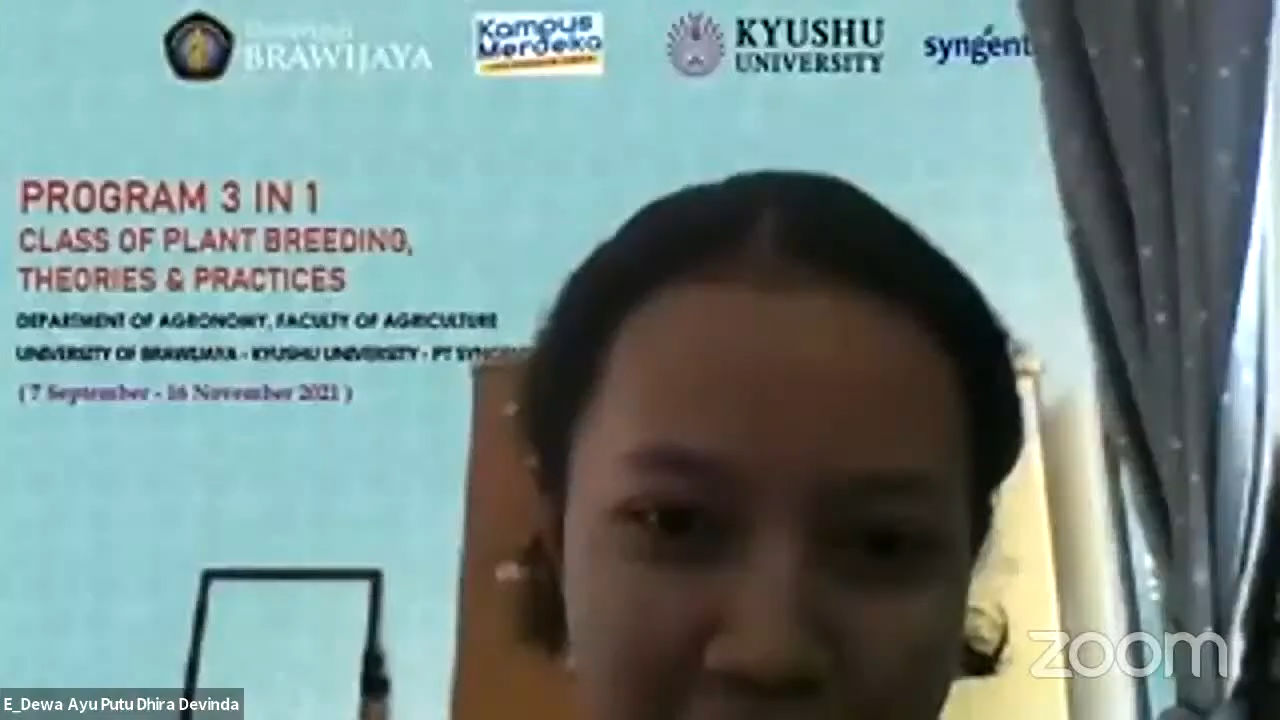 BRAWIJAYA
Kampus
Merdeka
KYUSHU
UNIVERSITY
syngent
PROGRAM 3 IN 1
CLASS OF PLANT BREEDING,
THEORIES & PRACTICES
DEPARTMENT OF AGRONOMY, FACULTY OF AGRICULTURE
UNIVERSITY OF BRAWIJAYA - KYUSHU UNIVERSITY - PT SYNGEN
( 7 September - 16 November 2021 )
zoom
E_Dewa Ayu Putu Dhira Devinda